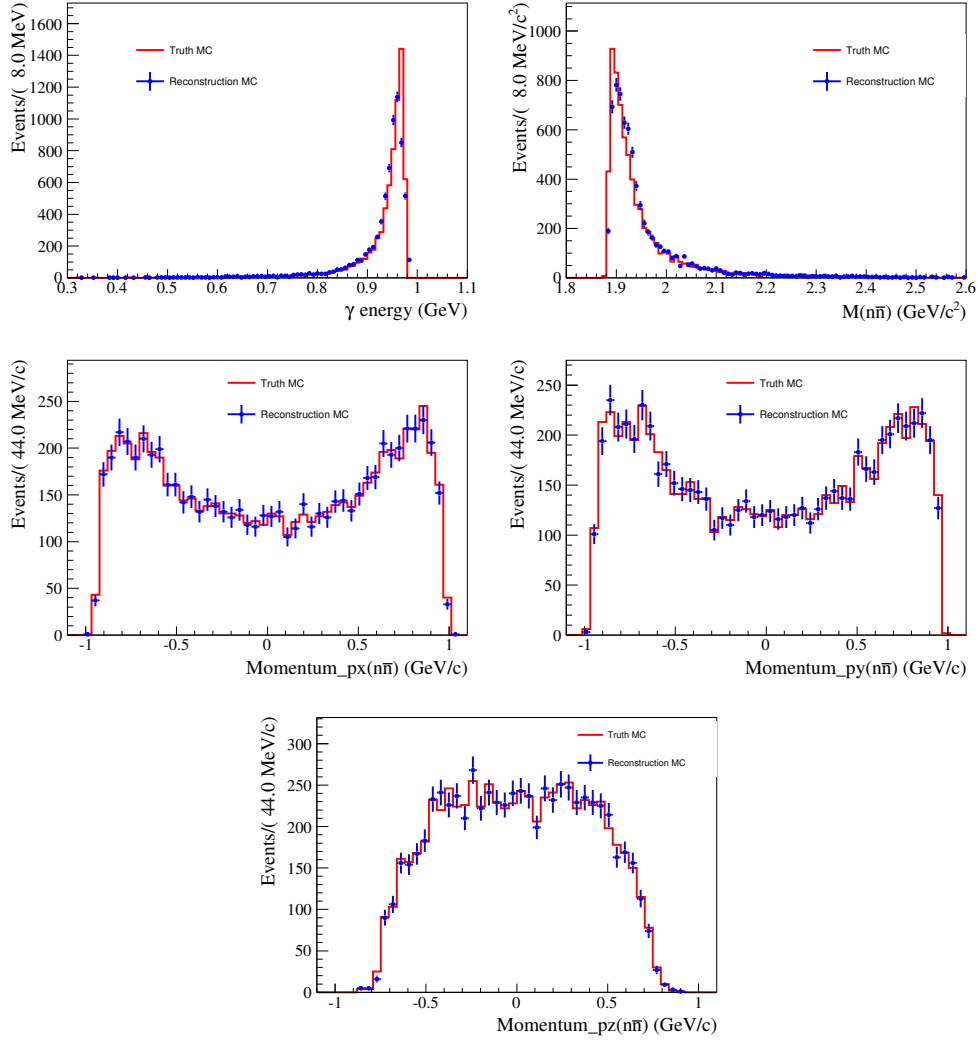 Events/( 8.0 MeV)
1600
1400
1200
1000
800
600
400
200
0
Truth MC
Reconstruction MC
0.3 0.4 0.5 0.6 0.7 0.8 0.9 1 1.1
γ energy (GeV)
Events/( 8.0 MeV/c²)
1000
800
600
400
200
0
Truth MC
Reconstruction MC
1.8 1.9 2 2.1 2.2 2.3 2.4 2.5 2.6
M(nn̅) (GeV/c²)
Events/( 44.0 MeV/c)
250
200
150
100
50
0
Truth MC
Reconstruction MC
-1 -0.5 0 0.5 1
Momentum_px(nn̅) (GeV/c)
Events/( 44.0 MeV/c)
250
200
150
100
50
0
Truth MC
Reconstruction MC
-1 -0.5 0 0.5 1
Momentum_py(nn̅) (GeV/c)
Events/( 44.0 MeV/c)
300
250
200
150
100
50
0
Truth MC
Reconstruction MC
-1 -0.5 0 0.5 1
Momentum_pz(nn̅) (GeV/c)